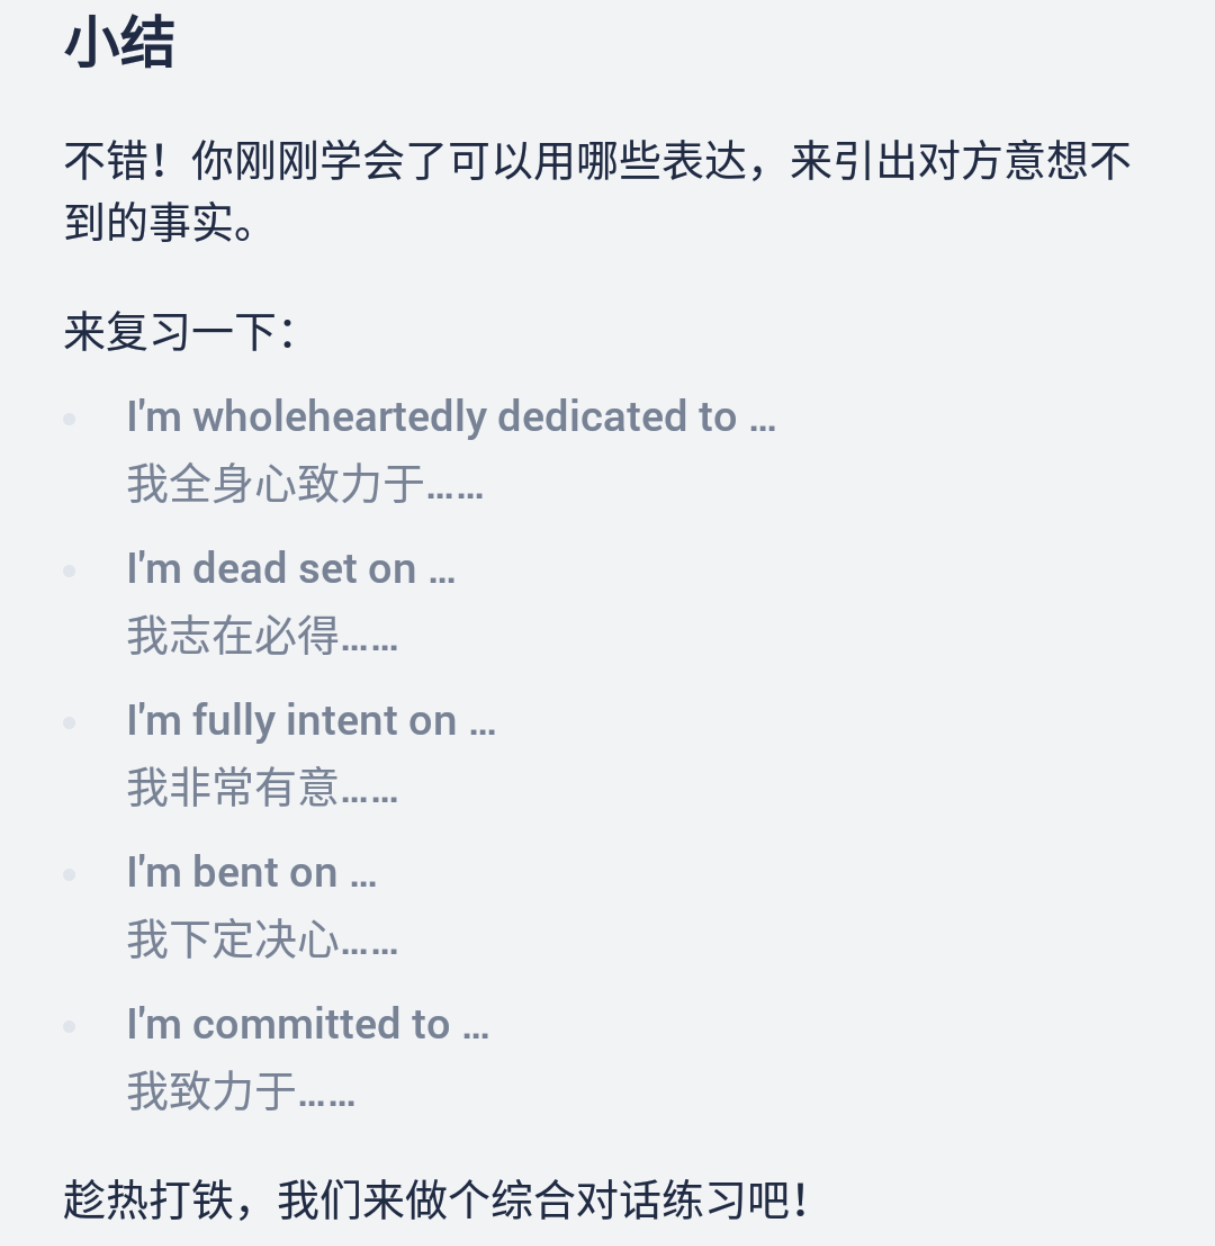 小结
不错！你刚刚学会了可以用哪些表达，来引出对方意想不
到的事实。
来复习一下：
I'm wholeheartedly dedicated to ...
我全身心致力于……
I'm dead set on ...
我志在必得……
I'm fully intent on ...
我非常有意……
I'm bent on ...
我下定决心……
I'm committed to ...
我致力于……
趁热打铁，我们来做个综合对话练习吧！